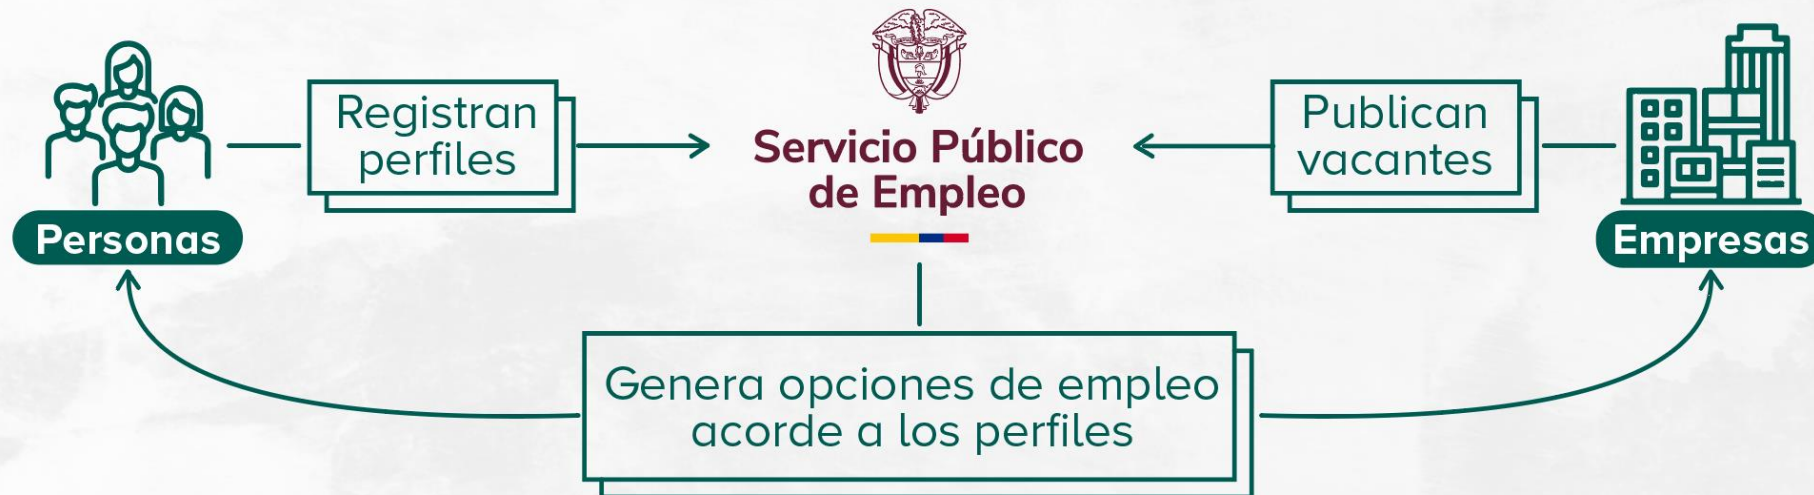 Registran
perfiles
Personas
Servicio Público
de Empleo
Publican
vacantes
Empresas
Genera opciones de empleo
acorde a los perfiles